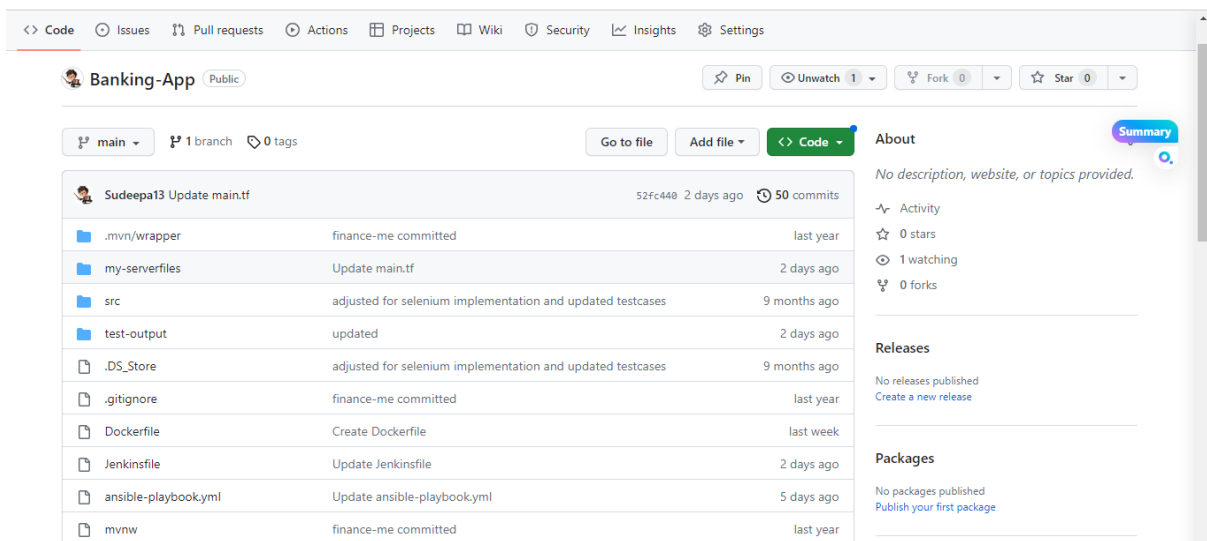 Code Issues Pull requests Actions Projects Wiki Security Insights Settings
Banking-App Public Pin Unwatch 1 Fork 0 Star 0
main 1 branch 0 tags Go to file Add file Code
Sudeepa13 Update main.tf 52fc440 2 days ago 50 commits
.mvn/wrapper finance-me committed last year
my-serverfiles Update main.tf 2 days ago
src adjusted for selenium implementation and updated testcases 9 months ago
test-output updated 2 days ago
.DS_Store adjusted for selenium implementation and updated testcases 9 months ago
.gitignore finance-me committed last year
Dockerfile Create Dockerfile last week
Jenkinsfile Update Jenkinsfile 2 days ago
ansible-playbook.yml Update ansible-playbook.yml 5 days ago
mvnw finance-me committed last year
About
Summary
No description, website, or topics provided.
Activity
0 stars
1 watching
0 forks
Releases
No releases published
Create a new release
Packages
No packages published
Publish your first package